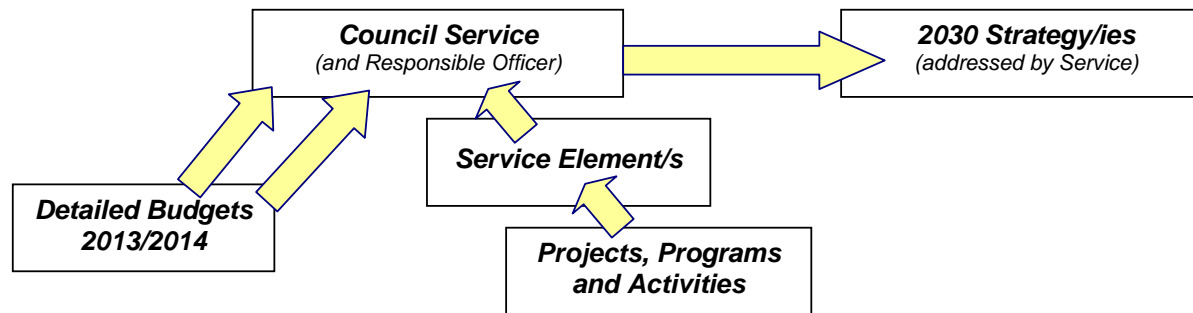 Council Service
(and Responsible Officer)
2030 Strategy/ies
(addressed by Service)
Service Element/s
Detailed Budgets
2013/2014
Projects, Programs
and Activities